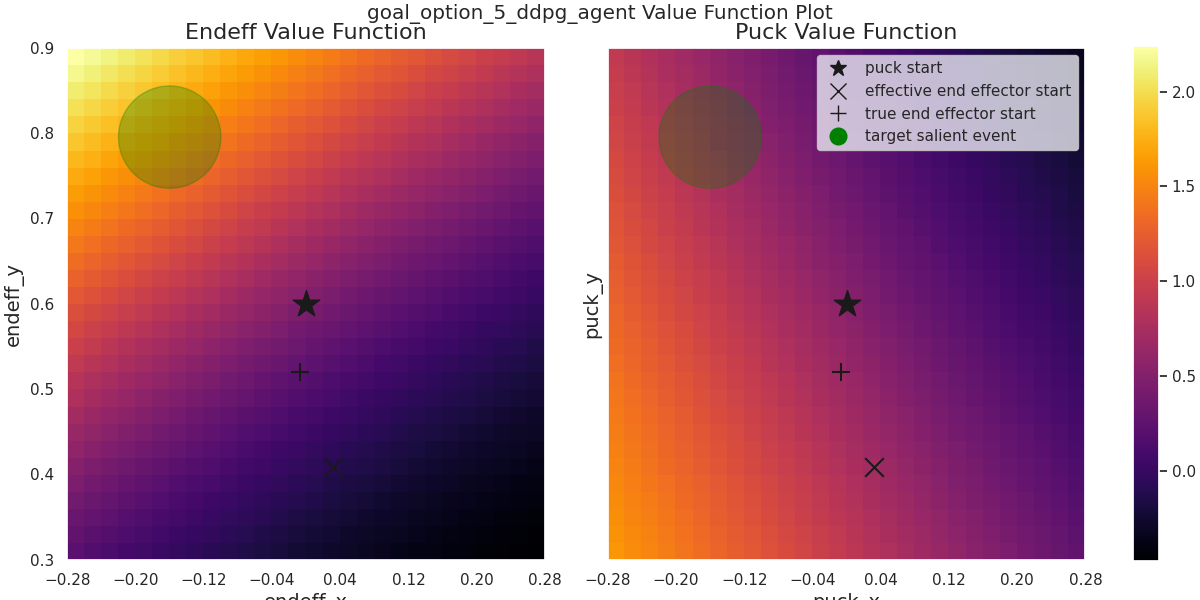 goal_option_5_ddpg_agent Value Function Plot
Endeff Value Function
Puck Value Function
puck start
effective end effector start
true end effector start
target salient event
0.9
0.8
0.7
0.6
0.5
0.4
0.3
endeff_y
puck_y
−0.28 −0.20 −0.12 −0.04 0.04 0.12 0.20 0.28
−0.28 −0.20 −0.12 −0.04 0.04 0.12 0.20 0.28
endeff_x
puck_x
2.0
1.5
1.0
0.5
0.0